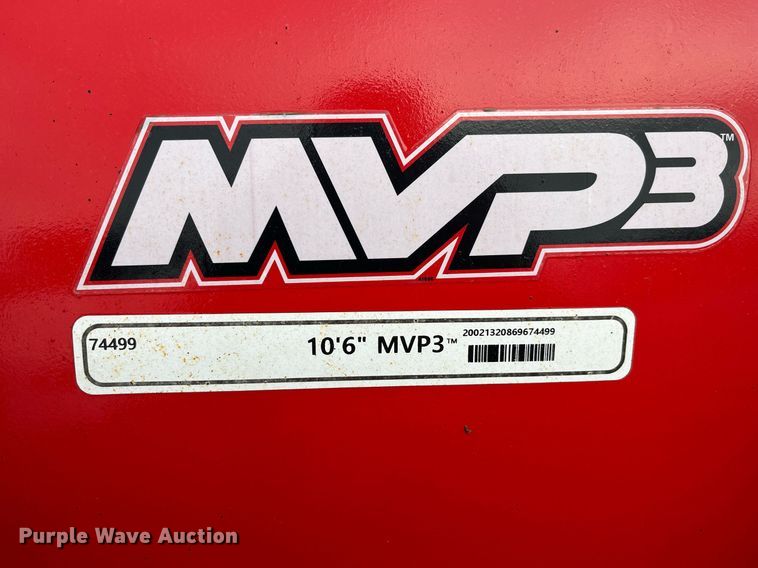 MVP3™
74499
10'6" MVP3™
20021320869674499
Purple Wave Auction